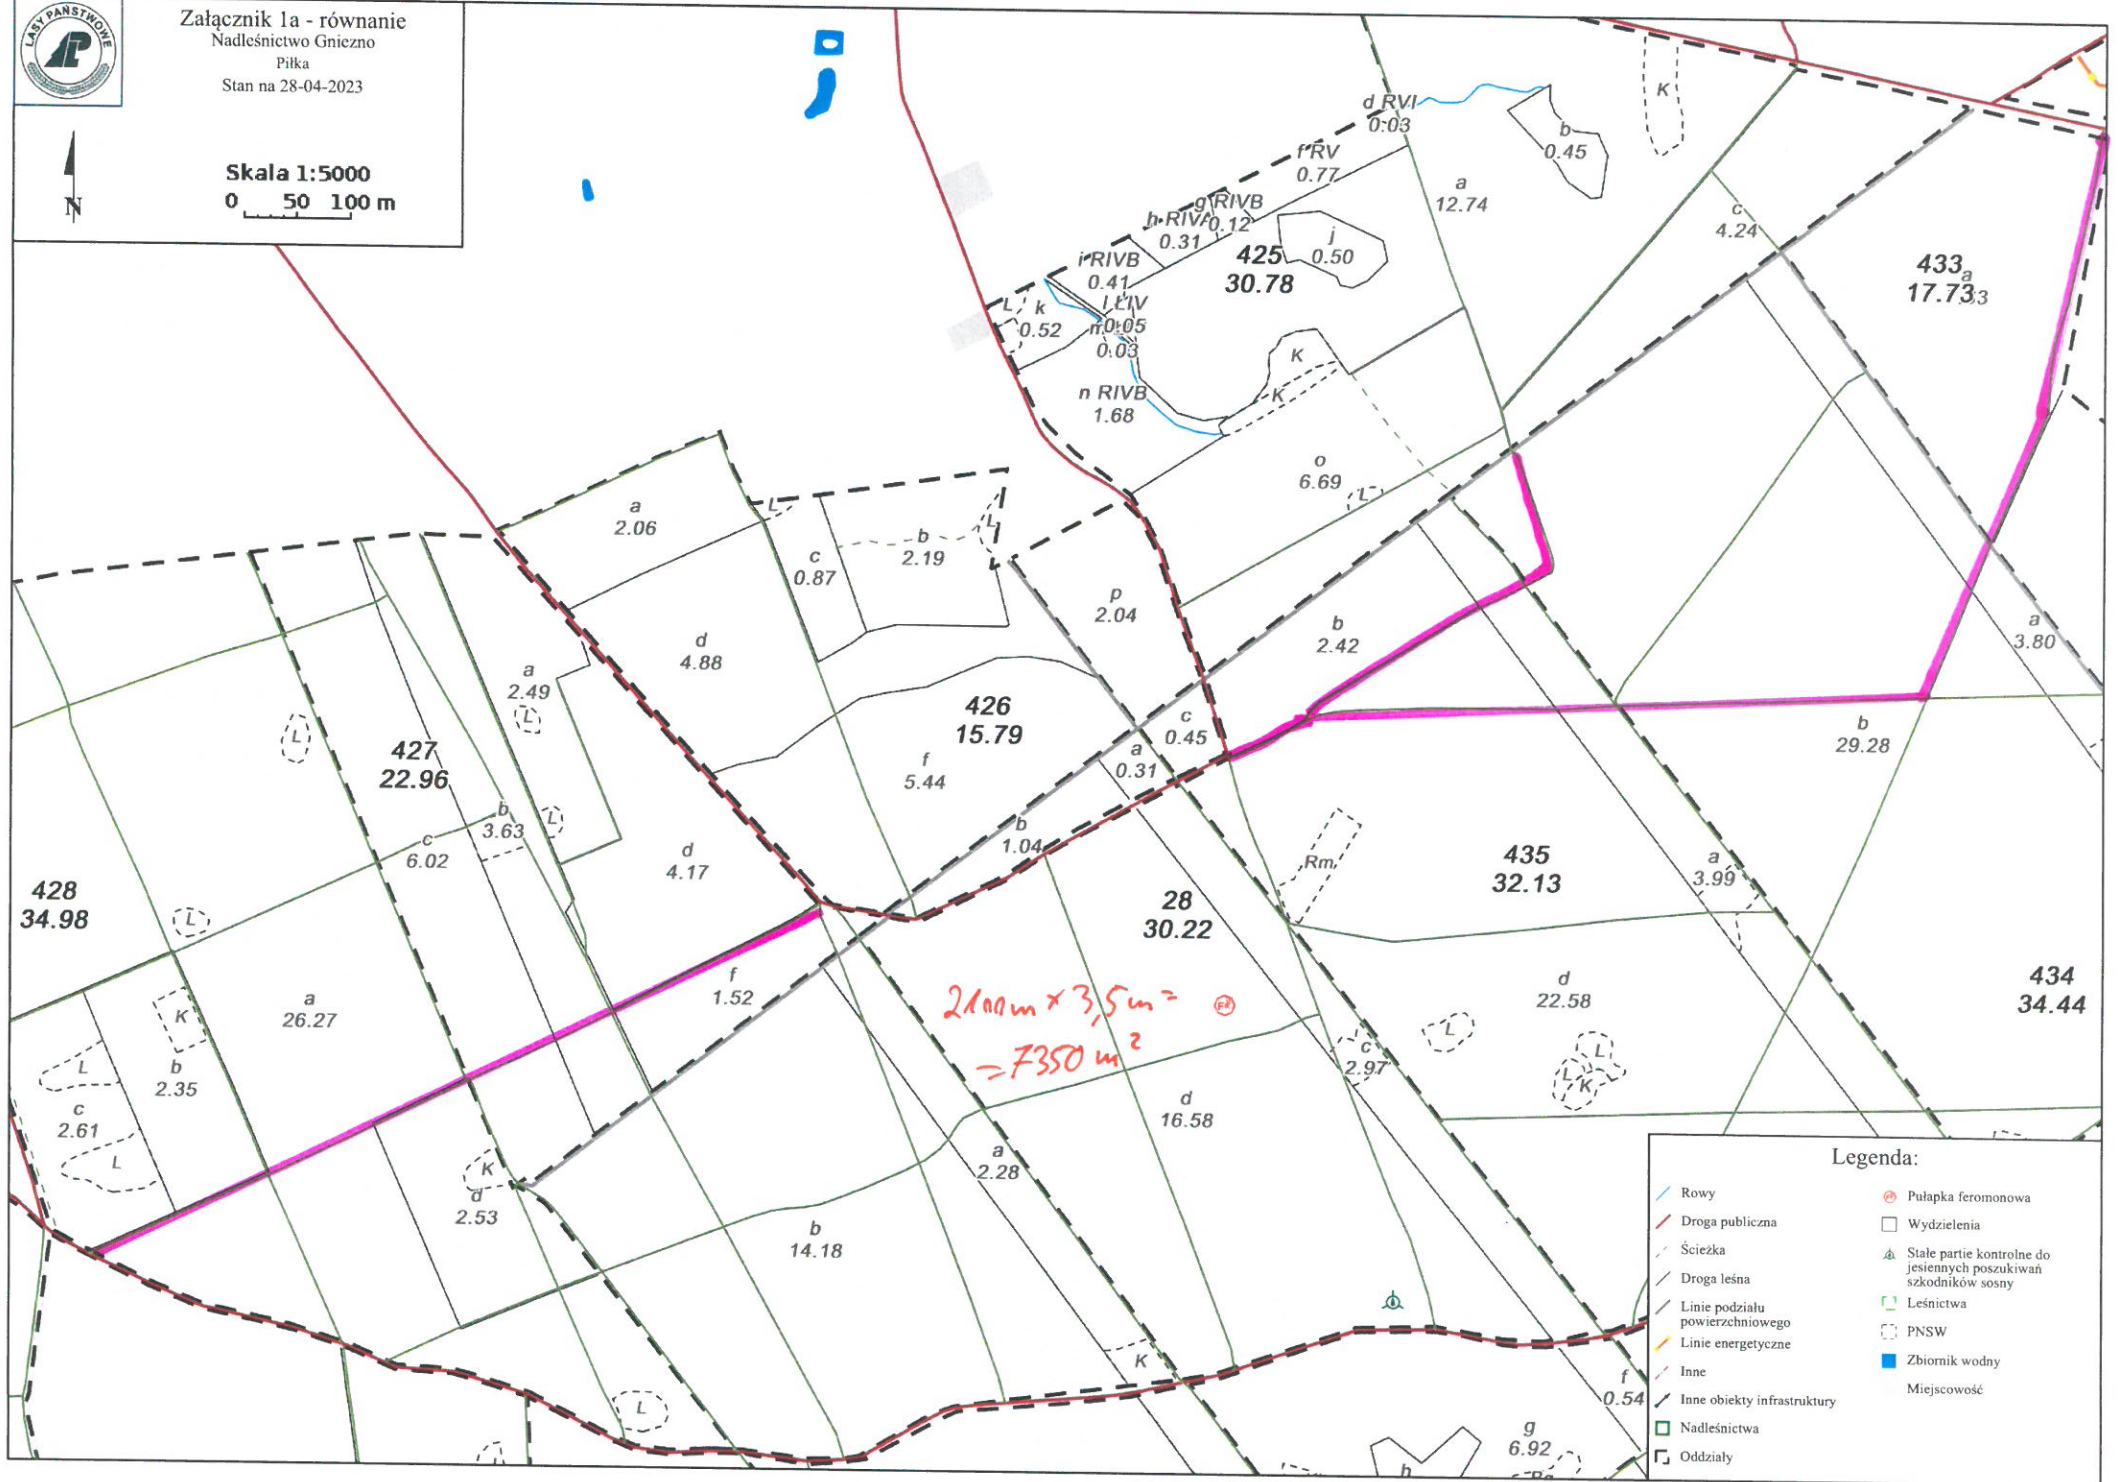 LASY PAŃSTWOWE
Załącznik 1a - równanie
Nadleśnictwo Gniezno
Piłka
Stan na 28-04-2023
N
Skala 1:5000
0 50 100 m
d RVI
0.03
K
b
0.45
f RV
0.77
a
12.74
g RIVB
0.12
h RIVA
0.31
c
4.24
425
30.78
j
0.50
i RIVB
0.41
433
17.73
a
L
k
0.52
l ŁIV
0.05
0.03
K
K
n RIVB
1.68
o
6.69
L
a
2.06
L
L
c
0.87
b
2.19
p
2.04
b
2.42
a
3.80
d
4.88
a
2.49
L
426
15.79
c
0.45
a
0.31
b
29.28
L
427
22.96
f
5.44
b
3.63
L
c
6.02
b
1.04
d
4.17
Rm
435
32.13
a
3.99
428
34.98
L
28
30.22
f
1.52
2100m x 3,5m =
= 7350 m²
d
22.58
434
34.44
a
26.27
K
L
b
2.35
L
c
2.97
L
L
K
c
2.61
L
d
16.58
K
d
2.53
a
2.28
b
14.18
K
L
f
0.54
g
6.92
h
Legenda:
Rowy
Droga publiczna
Ścieżka
Droga leśna
Linie podziału
powierzchniowego
Linie energetyczne
Inne
Inne obiekty infrastruktury
Nadleśnictwa
Oddziały
Pułapka feromonowa
Wydzielenia
Stałe partie kontrolne do
jesiennych poszukiwań
szkodników sosny
Leśnictwa
PNSW
Zbiornik wodny
Miejscowość